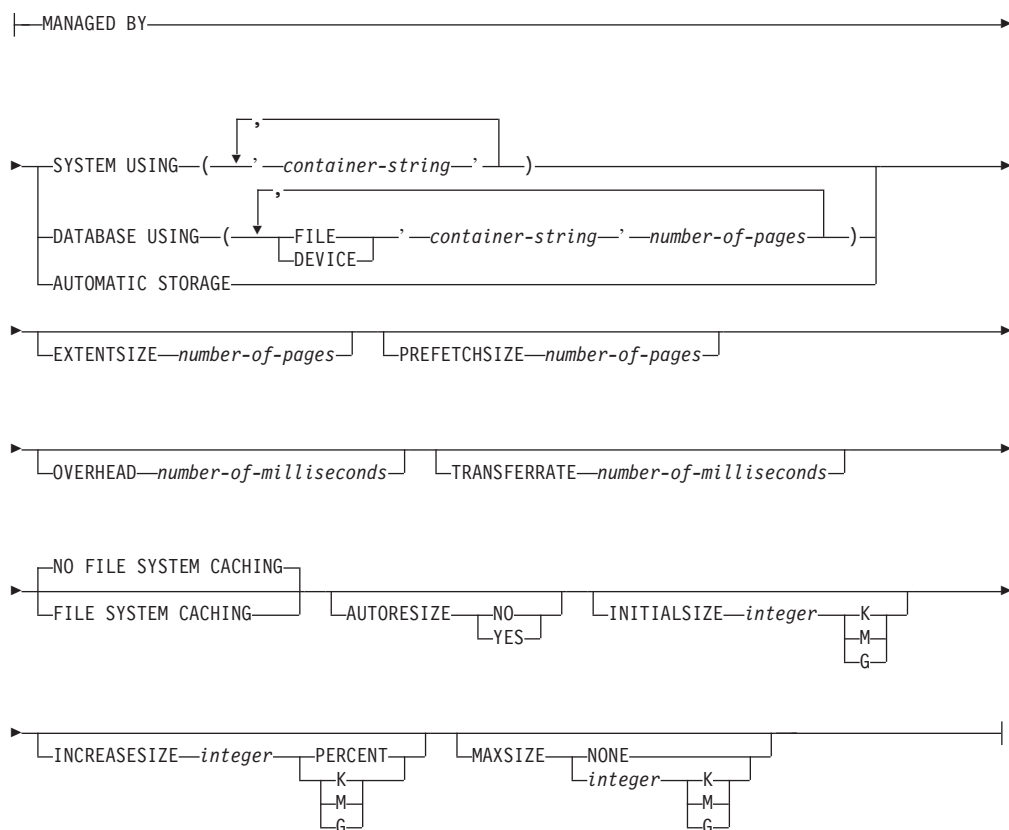 MANAGED BY
,
SYSTEM USING ( ' container-string ' )
,
DATABASE USING ( FILE ' container-string ' number-of-pages )
DEVICE
AUTOMATIC STORAGE
EXTENTSIZE number-of-pages PREFETCHSIZE number-of-pages
OVERHEAD number-of-milliseconds TRANSFERRATE number-of-milliseconds
NO FILE SYSTEM CACHING
FILE SYSTEM CACHING AUTORESIZE NO INITIALSIZE integer K
YES M
G
INCREASESIZE integer PERCENT MAXSIZE NONE
K integer K
M M
G G